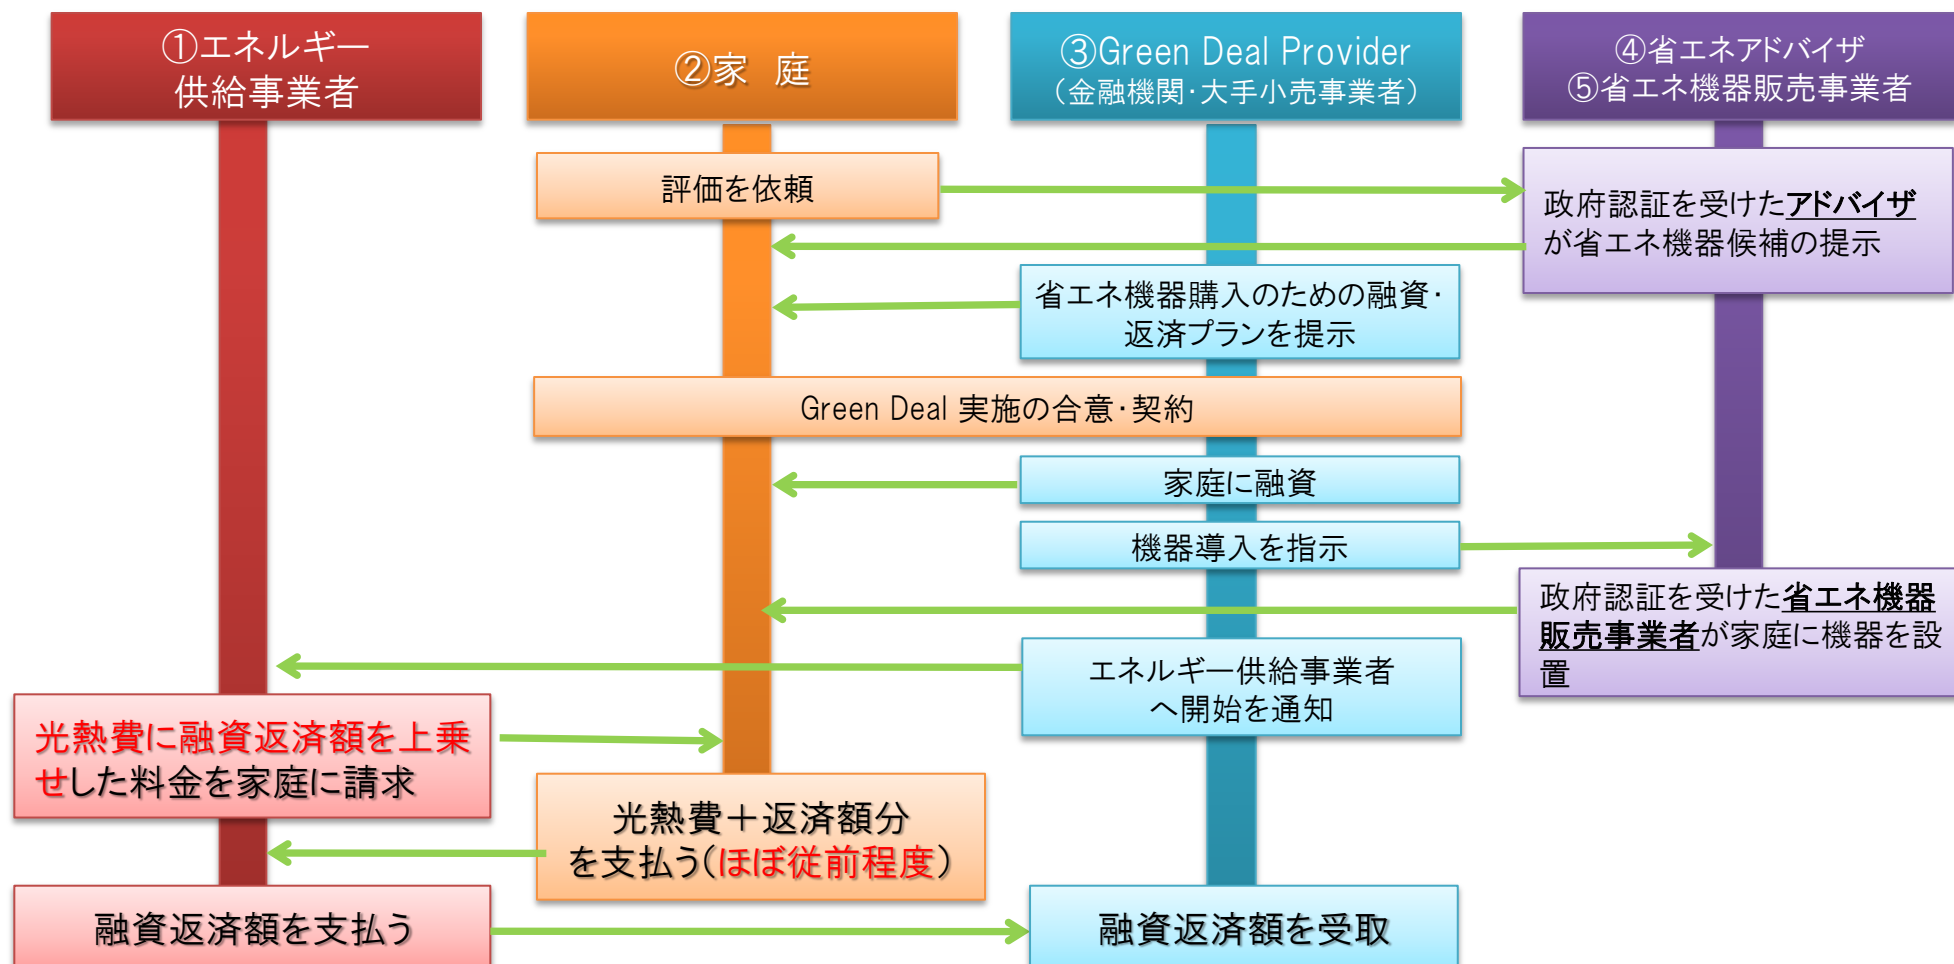 ①エネルギー
供給事業者
②家　庭
③Green Deal Provider
（金融機関・大手小売事業者）
④省エネアドバイザ
⑤省エネ機器販売事業者
評価を依頼
政府認証を受けたアドバイザ
が省エネ機器候補の提示
省エネ機器購入のための融資・
返済プランを提示
Green Deal 実施の合意・契約
家庭に融資
機器導入を指示
政府認証を受けた省エネ機器
販売事業者が家庭に機器を設
置
エネルギー供給事業者
へ開始を通知
光熱費に融資返済額を上乗
せした料金を家庭に請求
光熱費＋返済額分
を支払う（ほぼ従前程度）
融資返済額を支払う
融資返済額を受取